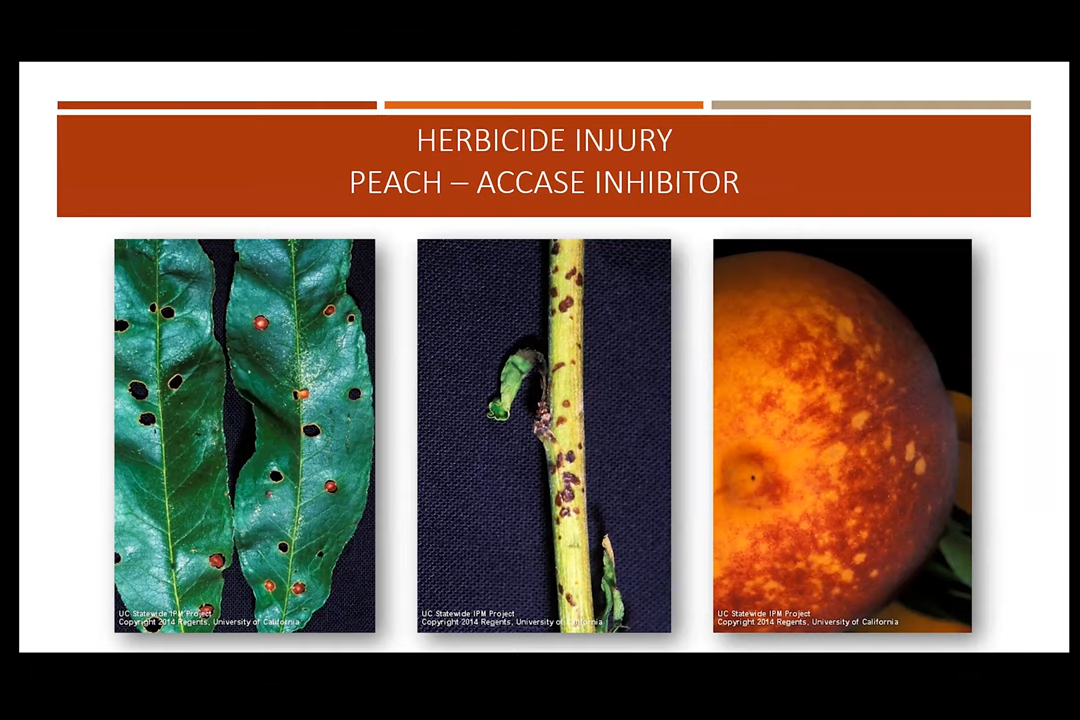 HERBICIDE INJURY
PEACH – ACCASE INHIBITOR
UC Statewide IPM Project
Copyright 2014 Regents, University of California
UC Statewide IPM Project
Copyright 2014 Regents, University of California
UC Statewide IPM Project
Copyright 2014 Regents, University of California